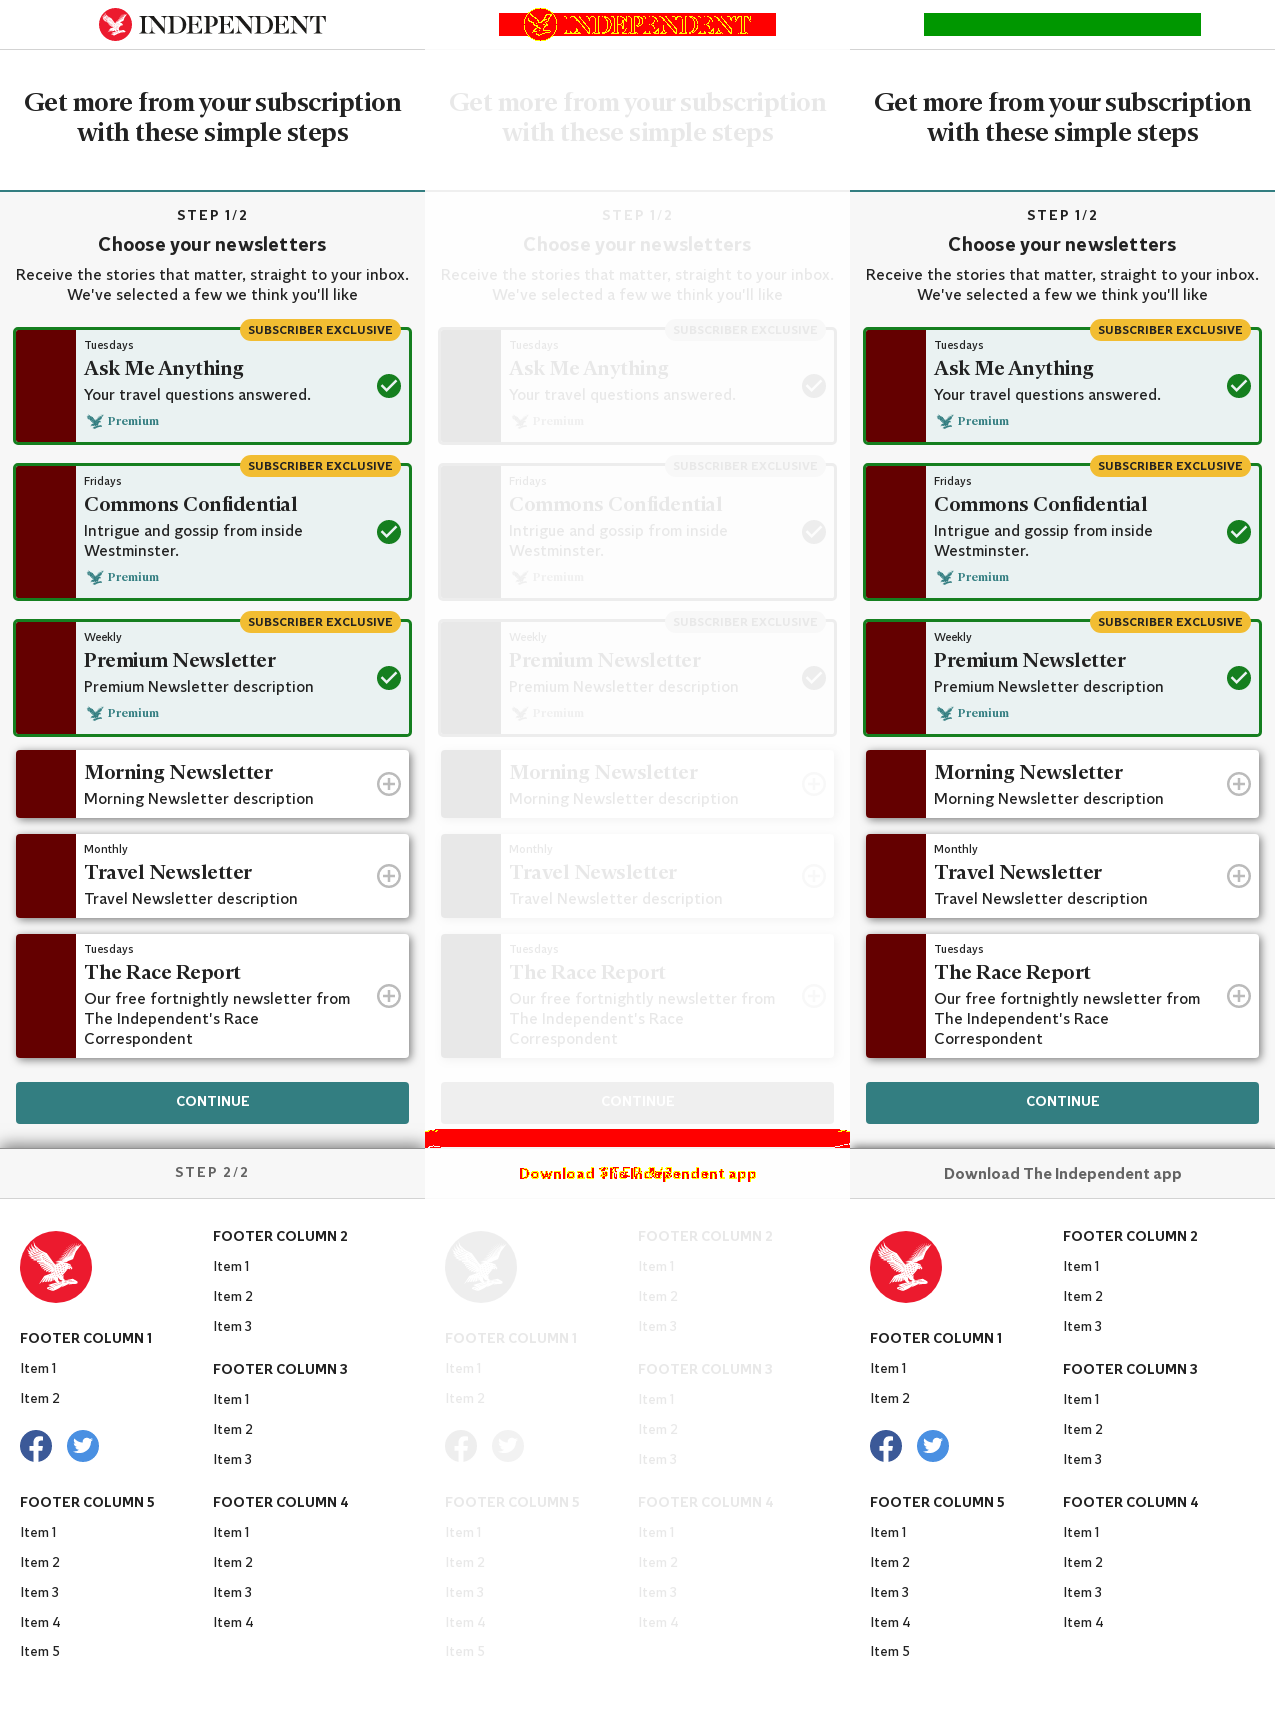 INDEPENDENT
Get more from your subscription
with these simple steps
STEP 1/2
Choose your newsletters
Receive the stories that matter, straight to your inbox.
We've selected a few we think you'll like
SUBSCRIBER EXCLUSIVE
Tuesdays
Ask Me Anything
Your travel questions answered.
Premium
SUBSCRIBER EXCLUSIVE
Fridays
Commons Confidential
Intrigue and gossip from inside
Westminster.
Premium
SUBSCRIBER EXCLUSIVE
Weekly
Premium Newsletter
Premium Newsletter description
Premium
Morning Newsletter
Morning Newsletter description
Monthly
Travel Newsletter
Travel Newsletter description
Tuesdays
The Race Report
Our free fortnightly newsletter from
The Independent's Race
Correspondent
CONTINUE
STEP 2/2
FOOTER COLUMN 1
Item 1
Item 2
FOOTER COLUMN 2
Item 1
Item 2
Item 3
FOOTER COLUMN 3
Item 1
Item 2
Item 3
FOOTER COLUMN 5
Item 1
Item 2
Item 3
Item 4
Item 5
FOOTER COLUMN 4
Item 1
Item 2
Item 3
Item 4
INDEPENDENT
Get more from your subscription
with these simple steps
STEP 1/2
Choose your newsletters
Receive the stories that matter, straight to your inbox.
We've selected a few we think you'll like
SUBSCRIBER EXCLUSIVE
Tuesdays
Ask Me Anything
Your travel questions answered.
Premium
SUBSCRIBER EXCLUSIVE
Fridays
Commons Confidential
Intrigue and gossip from inside
Westminster.
Premium
SUBSCRIBER EXCLUSIVE
Weekly
Premium Newsletter
Premium Newsletter description
Premium
Morning Newsletter
Morning Newsletter description
Monthly
Travel Newsletter
Travel Newsletter description
Tuesdays
The Race Report
Our free fortnightly newsletter from
The Independent's Race
Correspondent
CONTINUE
Download The Independent app
FOOTER COLUMN 1
Item 1
Item 2
FOOTER COLUMN 2
Item 1
Item 2
Item 3
FOOTER COLUMN 3
Item 1
Item 2
Item 3
FOOTER COLUMN 5
Item 1
Item 2
Item 3
Item 4
Item 5
FOOTER COLUMN 4
Item 1
Item 2
Item 3
Item 4
Get more from your subscription
with these simple steps
STEP 1/2
Choose your newsletters
Receive the stories that matter, straight to your inbox.
We've selected a few we think you'll like
SUBSCRIBER EXCLUSIVE
Tuesdays
Ask Me Anything
Your travel questions answered.
Premium
SUBSCRIBER EXCLUSIVE
Fridays
Commons Confidential
Intrigue and gossip from inside
Westminster.
Premium
SUBSCRIBER EXCLUSIVE
Weekly
Premium Newsletter
Premium Newsletter description
Premium
Morning Newsletter
Morning Newsletter description
Monthly
Travel Newsletter
Travel Newsletter description
Tuesdays
The Race Report
Our free fortnightly newsletter from
The Independent's Race
Correspondent
CONTINUE
Download The Independent app
FOOTER COLUMN 1
Item 1
Item 2
FOOTER COLUMN 2
Item 1
Item 2
Item 3
FOOTER COLUMN 3
Item 1
Item 2
Item 3
FOOTER COLUMN 5
Item 1
Item 2
Item 3
Item 4
Item 5
FOOTER COLUMN 4
Item 1
Item 2
Item 3
Item 4